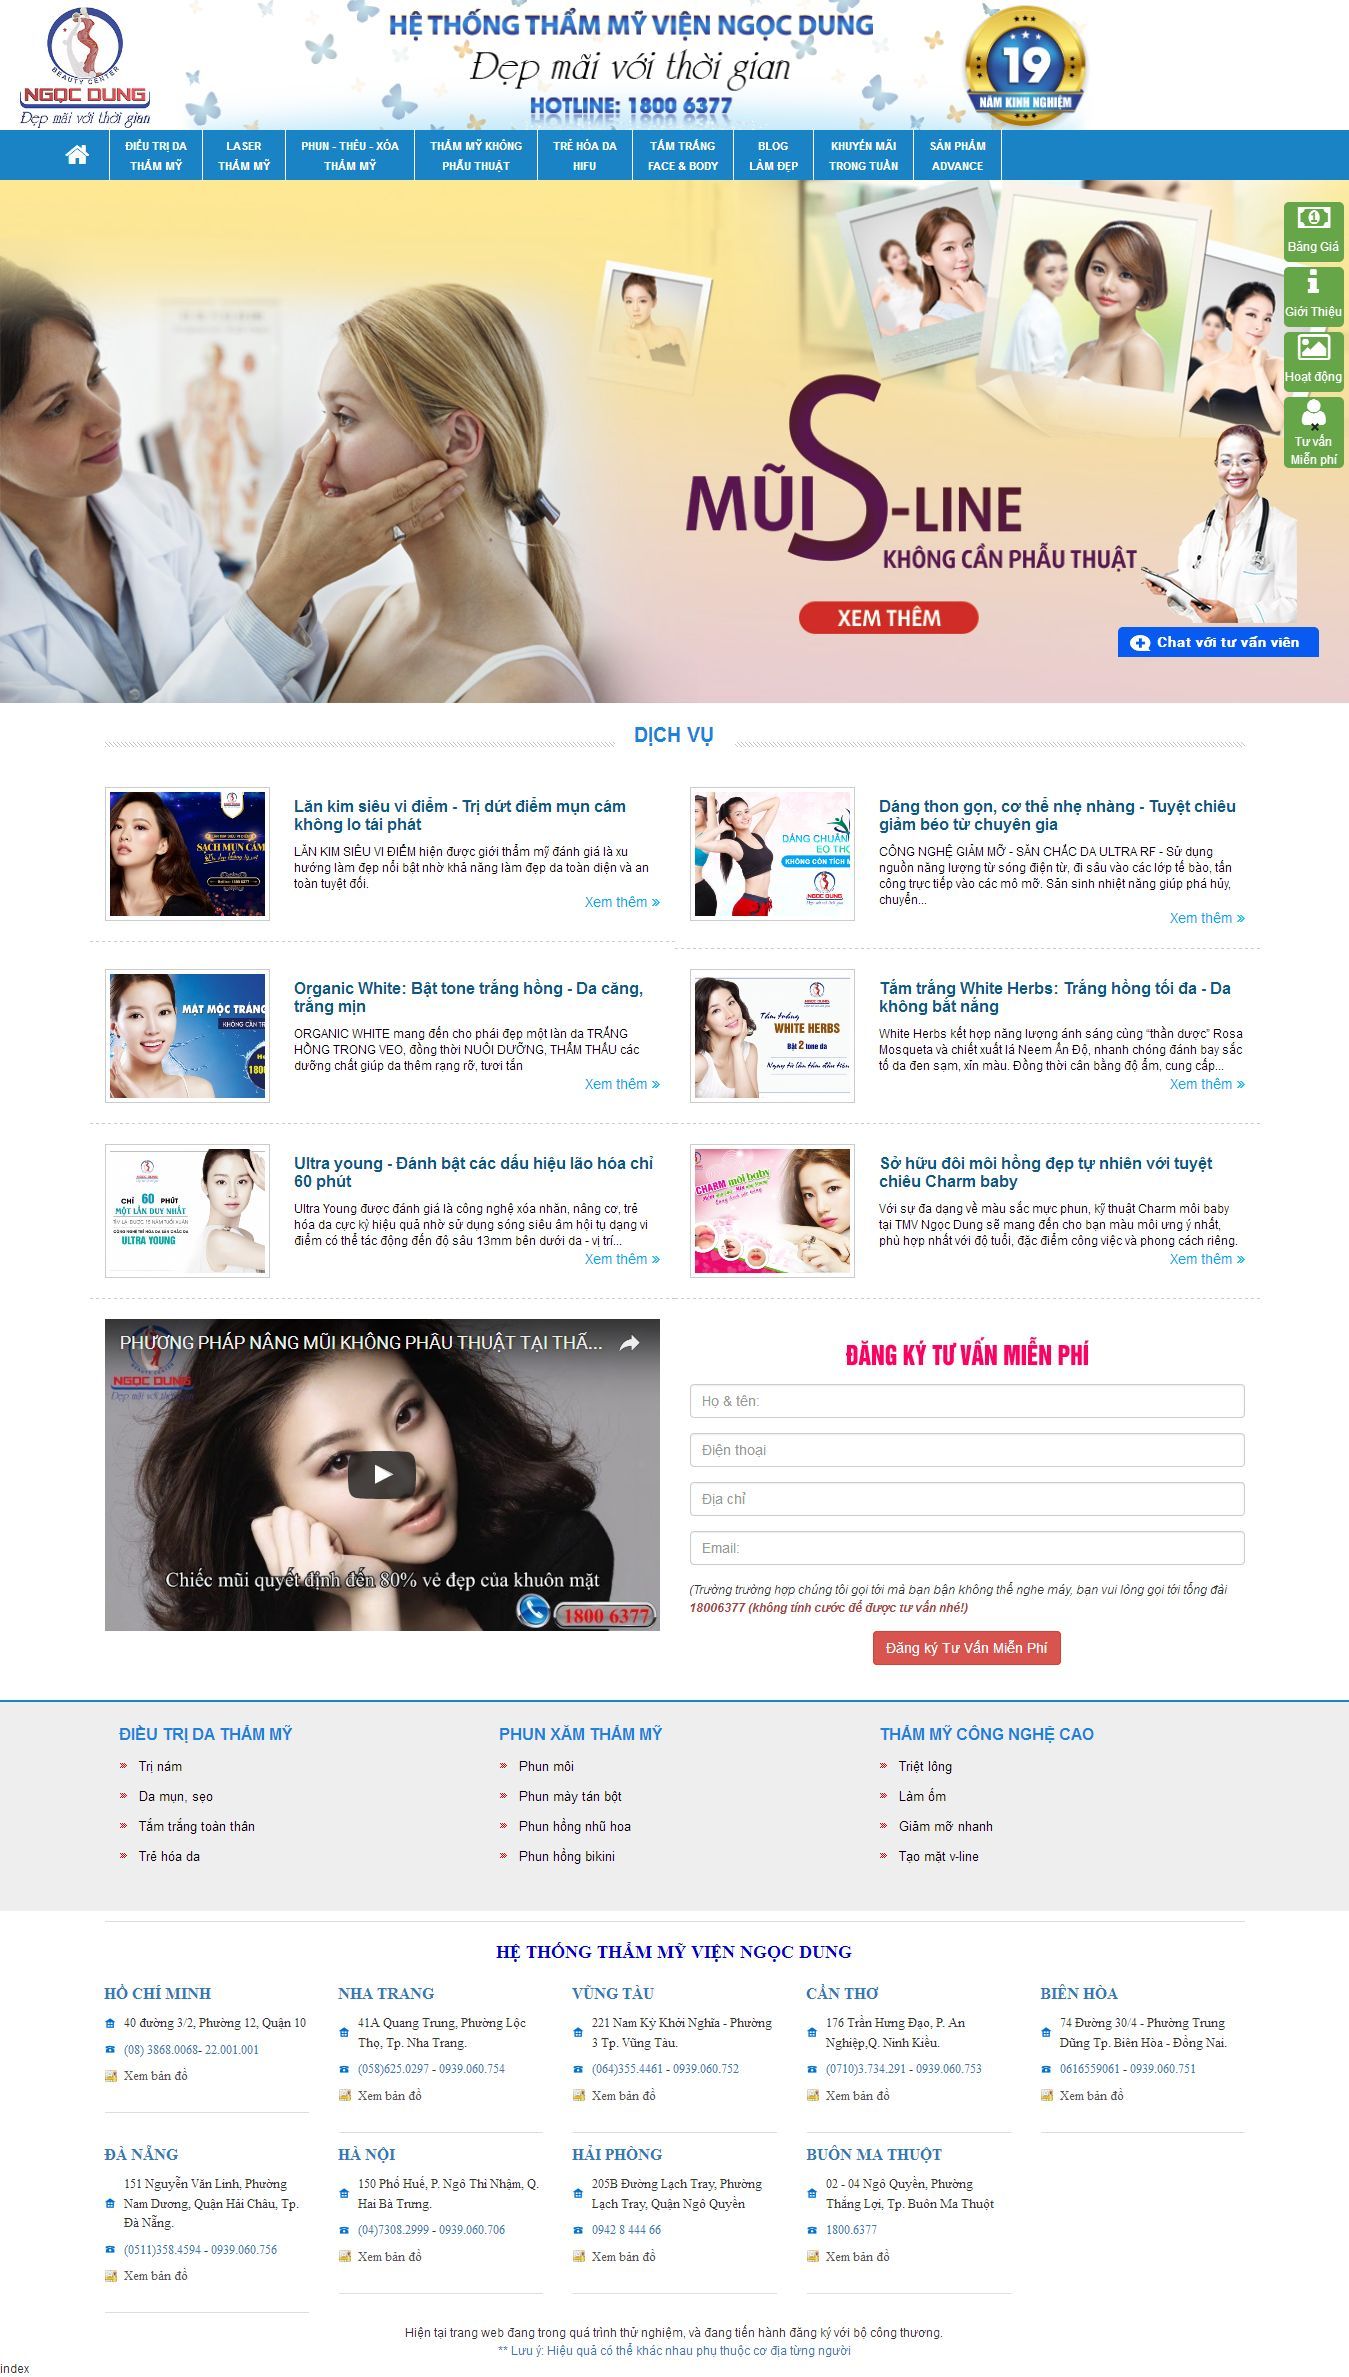 BEAUTY CENTER
NGỌC DUNG
Đẹp mãi với thời gian
HỆ THỐNG THẨM MỸ VIỆN NGỌC DUNG
Đẹp mãi với thời gian
HOTLINE: 1800 6377
19
NĂM KINH NGHIỆM
ĐIỀU TRỊ DA
THẨM MỸ
LASER
THẨM MỸ
PHUN - THÊU - XÓA
THẨM MỸ
THẨM MỸ KHÔNG
PHẪU THUẬT
TRẺ HÓA DA
HIFU
TẮM TRẮNG
FACE & BODY
BLOG
LÀM ĐẸP
KHUYẾN MÃI
TRONG TUẦN
SẢN PHẨM
ADVANCE
Bảng Giá
Giới Thiệu
Hoạt động
Tư vấn
Miễn phí
MŨI S-LINE
KHÔNG CẦN PHẪU THUẬT
XEM THÊM
Chat với tư vấn viên
DỊCH VỤ
Lăn kim siêu vi điểm - Trị dứt điểm mụn cám
không lo tái phát
LĂN KIM SIÊU VI ĐIỂM hiện được giới thẩm mỹ đánh giá là xu
hướng làm đẹp nổi bật nhờ khả năng làm đẹp da toàn diện và an
toàn tuyệt đối.
Xem thêm »
LĂN KIM SIÊU VI ĐIỂM
SẠCH MỤN CÁM
Dáng thon gọn, cơ thể nhẹ nhàng - Tuyệt chiêu
giảm béo từ chuyên gia
CÔNG NGHỆ GIẢM MỠ - SĂN CHẮC DA ULTRA RF - Sử dụng
nguồn năng lượng từ sóng điện từ, đi sâu vào các lớp tế bào, tấn
công trực tiếp vào các mô mỡ. Sản sinh nhiệt năng giúp phá hủy,
chuyển...
Xem thêm »
DÁNG CHUẨN
EO THO
KHÔNG CÒN TÍCH M
NGỌC DUNG
Organic White: Bật tone trắng hồng - Da căng,
trắng mịn
ORGANIC WHITE mang đến cho phái đẹp một làn da TRẮNG
HỒNG TRONG VEO, đồng thời NUÔI DƯỠNG, THẨM THẤU các
dưỡng chất giúp da thêm rạng rỡ, tươi tắn
Xem thêm »
MẶT MỘC TRẮNG
KHÔNG CẦN TR
Tắm trắng White Herbs: Trắng hồng tối đa - Da
không bắt nắng
White Herbs kết hợp năng lượng ánh sáng cùng “thần dược” Rosa
Mosqueta và chiết xuất lá Neem Ấn Độ, nhanh chóng đánh bay sắc
tố da đen sạm, xỉn màu. Đồng thời cân bằng độ ẩm, cung cấp...
Xem thêm »
Tắm trắng
WHITE HERBS
Bật 2 tone da
Ngay từ lần tắm đầu tiên
Ultra young - Đánh bật các dấu hiệu lão hóa chỉ
60 phút
Ultra Young được đánh giá là công nghệ xóa nhăn, nâng cơ, trẻ
hóa da cực kỳ hiệu quả nhờ sử dụng sóng siêu âm hội tụ dạng vi
điểm có thể tác động đến độ sâu 13mm bên dưới da - vị trí...
Xem thêm »
CHỈ 60 PHÚT
MỘT LẦN DUY NHẤT
ULTRA YOUNG
Sở hữu đôi môi hồng đẹp tự nhiên với tuyệt
chiêu Charm baby
Với sự đa dạng về màu sắc mực phun, kỹ thuật Charm môi baby
tại TMV Ngọc Dung sẽ mang đến cho bạn màu môi ưng ý nhất,
phù hợp nhất với độ tuổi, đặc điểm công việc và phong cách riêng.
Xem thêm »
CHARM môi baby
PHƯƠNG PHÁP NÂNG MŨI KHÔNG PHẪU THUẬT TẠI THẨ...
NGỌC DUNG
Đẹp mãi với thời gian
Chiếc mũi quyết định đến 80% vẻ đẹp của khuôn mặt
1800 6377
ĐĂNG KÝ TƯ VẤN MIỄN PHÍ
Họ & tên:
Điện thoại
Địa chỉ
Email:
(Trường trường hợp chúng tôi gọi tới mà bạn bận không thể nghe máy, bạn vui lòng gọi tới tổng đài
18006377 (không tính cước để được tư vấn nhé!)
Đăng ký Tư Vấn Miễn Phí
ĐIỀU TRỊ DA THẨM MỸ
Trị nám
Da mụn, sẹo
Tắm trắng toàn thân
Trẻ hóa da
PHUN XĂM THẨM MỸ
Phun môi
Phun mày tán bột
Phun hồng nhũ hoa
Phun hồng bikini
THẨM MỸ CÔNG NGHỆ CAO
Triệt lông
Làm ốm
Giảm mỡ nhanh
Tạo mặt v-line
HỆ THỐNG THẨM MỸ VIỆN NGỌC DUNG
HỒ CHÍ MINH
40 đường 3/2, Phường 12, Quận 10
(08) 3868.0068- 22.001.001
Xem bản đồ
NHA TRANG
41A Quang Trung, Phường Lộc
Thọ, Tp. Nha Trang.
(058)625.0297 - 0939.060.754
Xem bản đồ
VŨNG TÀU
221 Nam Kỳ Khởi Nghĩa - Phường
3 Tp. Vũng Tàu.
(064)355.4461 - 0939.060.752
Xem bản đồ
CẦN THƠ
176 Trần Hưng Đạo, P. An
Nghiệp,Q. Ninh Kiều.
(0710)3.734.291 - 0939.060.753
Xem bản đồ
BIÊN HÒA
74 Đường 30/4 - Phường Trung
Dũng Tp. Biên Hòa - Đồng Nai.
0616559061 - 0939.060.751
Xem bản đồ
ĐÀ NẴNG
151 Nguyễn Văn Linh, Phường
Nam Dương, Quận Hải Châu, Tp.
Đà Nẵng.
(0511)358.4594 - 0939.060.756
Xem bản đồ
HÀ NỘI
150 Phố Huế, P. Ngô Thì Nhậm, Q.
Hai Bà Trưng.
(04)7308.2999 - 0939.060.706
Xem bản đồ
HẢI PHÒNG
205B Đường Lạch Tray, Phường
Lạch Tray, Quận Ngô Quyền
0942 8 444 66
Xem bản đồ
BUÔN MA THUỘT
02 - 04 Ngô Quyền, Phường
Thắng Lợi, Tp. Buôn Ma Thuột
1800.6377
Xem bản đồ
Hiện tại trang web đang trong quá trình thử nghiệm, và đang tiến hành đăng ký với bộ công thương.
** Lưu ý: Hiệu quả có thể khác nhau phụ thuộc cơ địa từng người
index